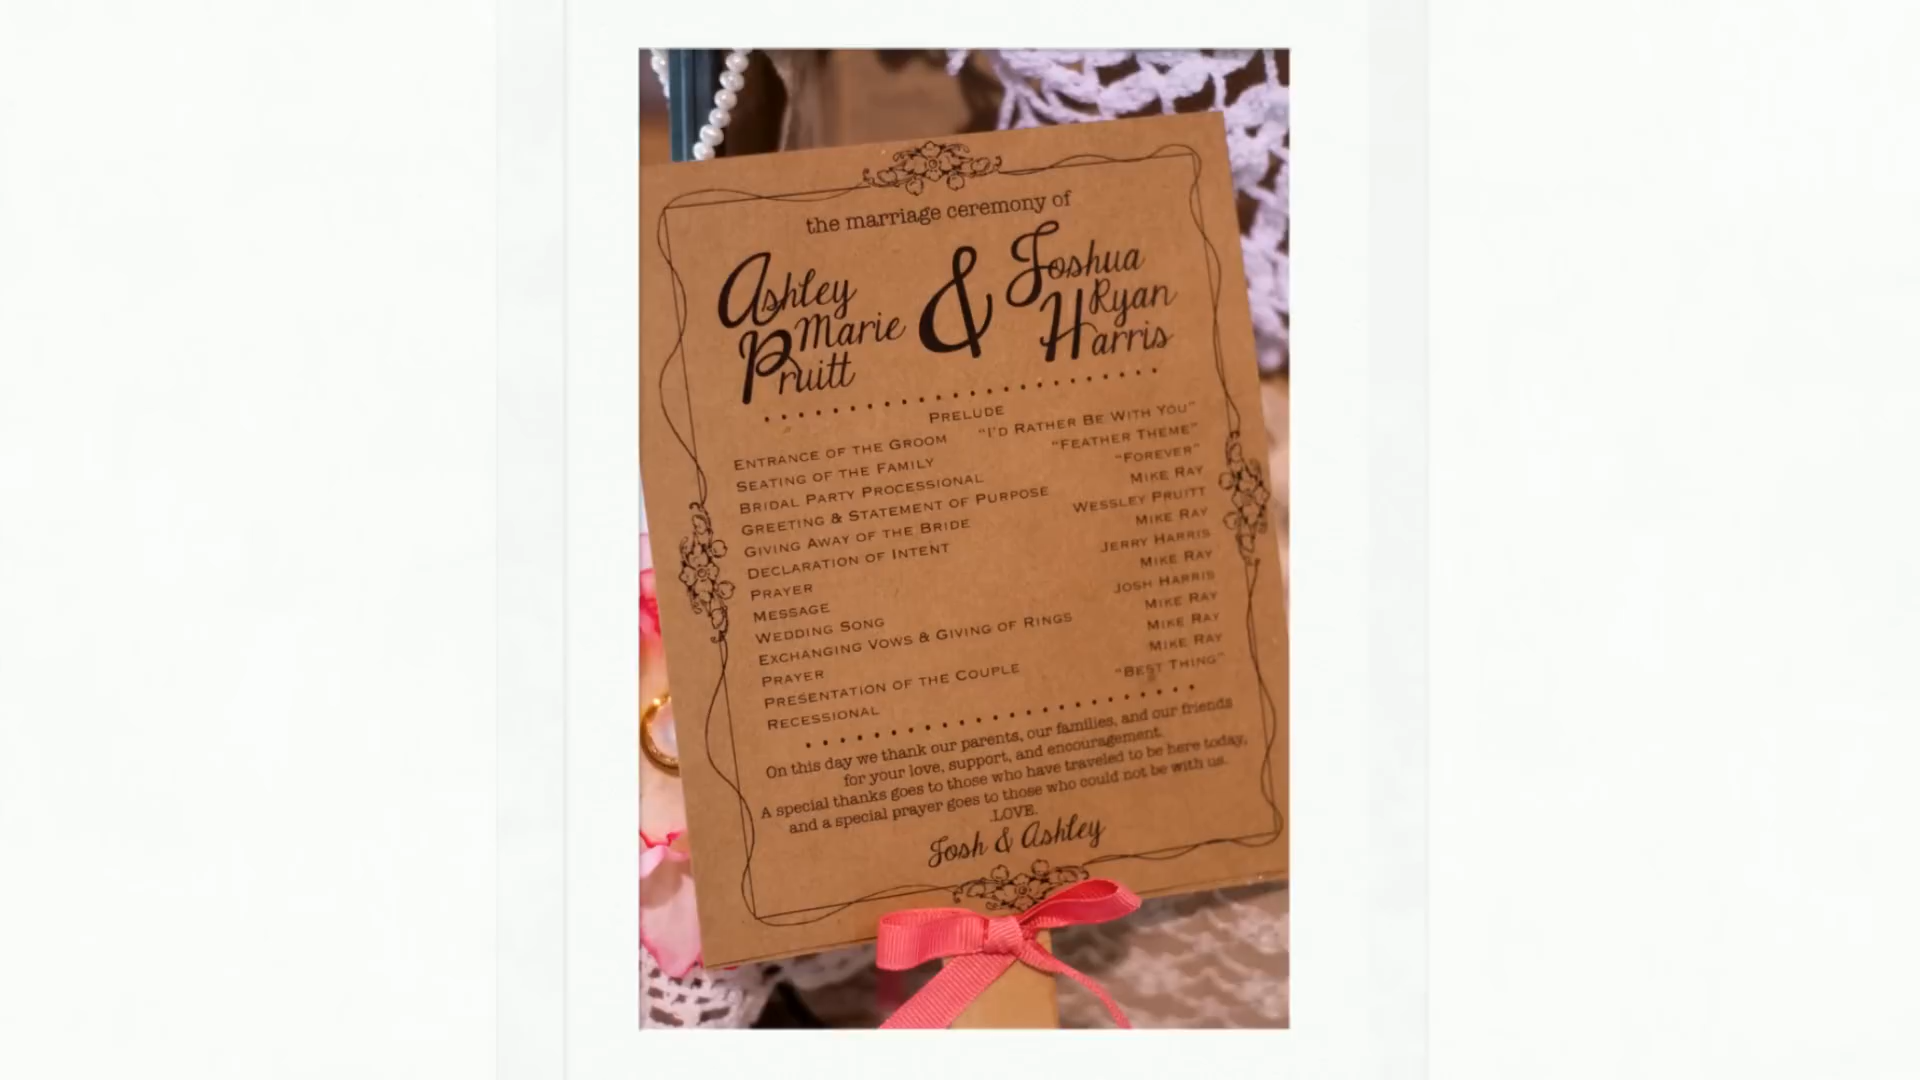 the marriage ceremony of
Ashley Marie Pruitt & Joshua Ryan Harris
PRELUDE
ENTRANCE OF THE GROOM "I'D RATHER BE WITH YOU"
SEATING OF THE FAMILY "FEATHER THEME"
BRIDAL PARTY PROCESSIONAL "FOREVER"
GREETING & STATEMENT OF PURPOSE MIKE RAY
GIVING AWAY OF THE BRIDE WESSLEY PRUITT
DECLARATION OF INTENT MIKE RAY
PRAYER JERRY HARRIS
MESSAGE MIKE RAY
WEDDING SONG JOSH HARRIS
EXCHANGING VOWS & GIVING OF RINGS MIKE RAY
PRAYER MIKE RAY
PRESENTATION OF THE COUPLE MIKE RAY
RECESSIONAL "BEST THING"
On this day we thank our parents, our families, and our friends
for your love, support, and encouragement.
A special thanks goes to those who have traveled to be here today,
and a special prayer goes to those who could not be with us.
.LOVE.
Josh & Ashley